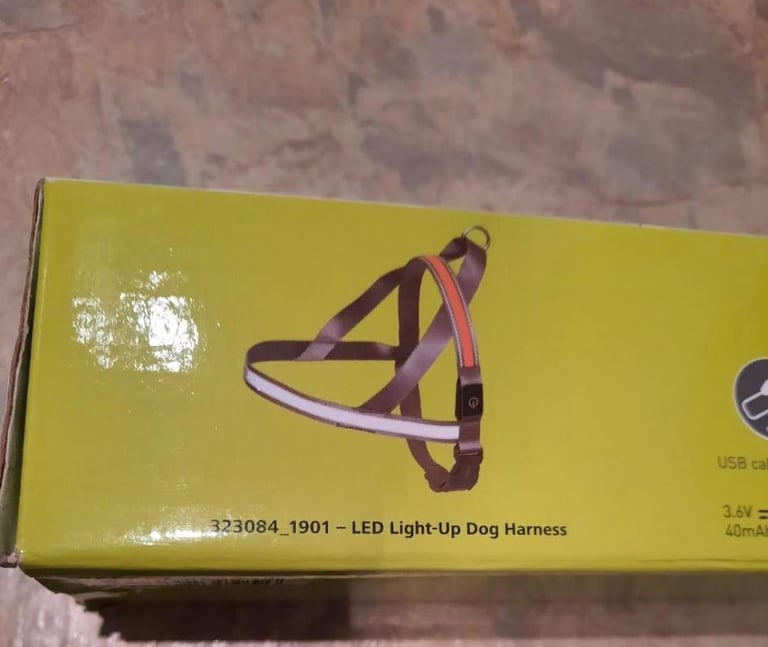 323084_1901 – LED Light-Up Dog Harness
USB
3.6V